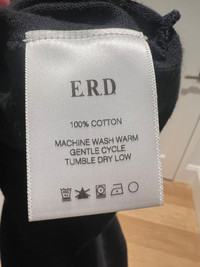 E.R.D.
100% COTTON
MACHINE WASH WARM
GENTLE CYCLE
TUMBLE DRY LOW